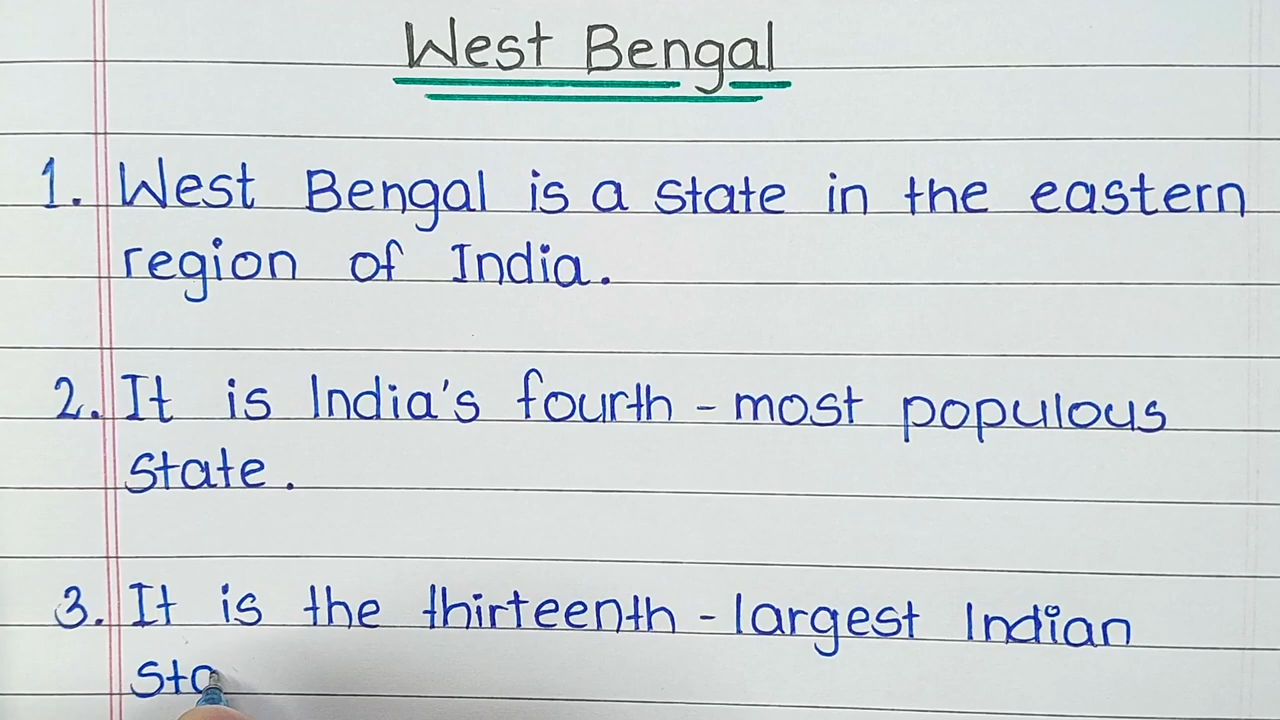 West Bengal
1. West Bengal is a state in the eastern
region of India.
2. It is India's fourth - most populous
state.
3. It is the thirteenth - largest Indian
sta